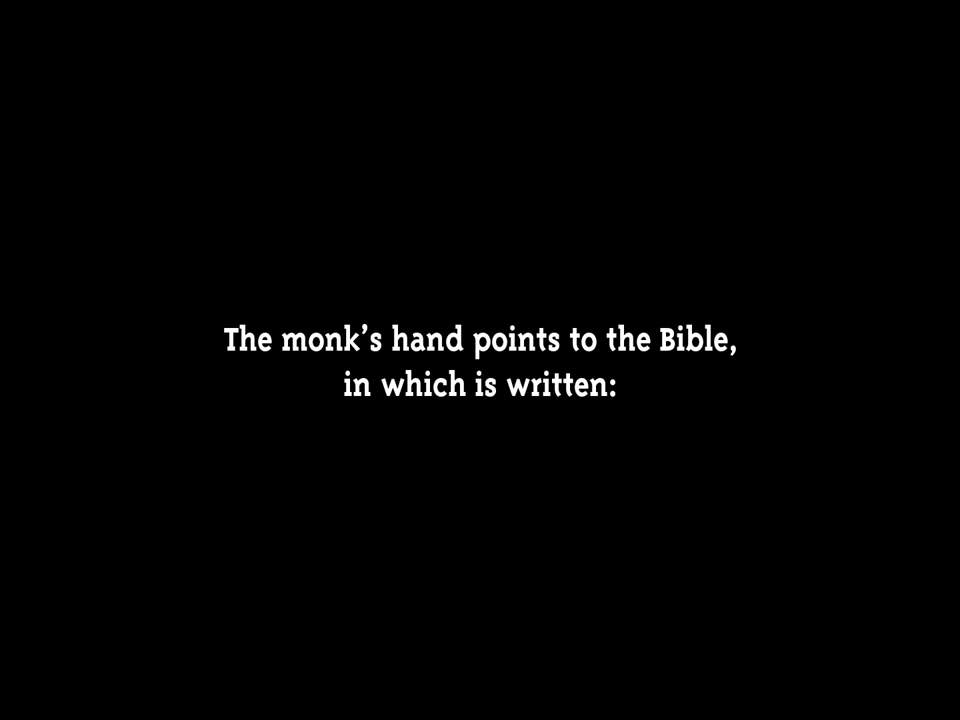 The monk’s hand points to the Bible,
in which is written: